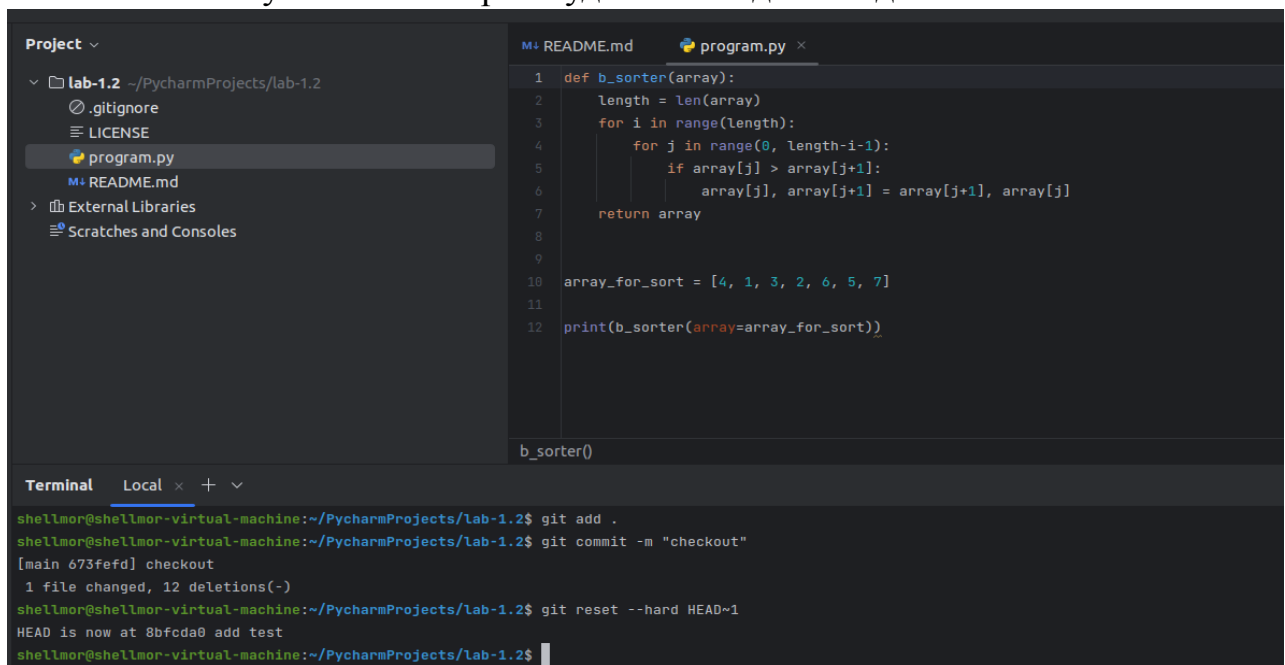 Project
lab-1.2 ~/PycharmProjects/lab-1.2
.gitignore
LICENSE
program.py
M↓ README.md
External Libraries
Scratches and Consoles
M↓ README.md program.py ×
1 def b_sorter(array):
2 length = len(array)
3 for i in range(length):
4 for j in range(0, length-i-1):
5 if array[j] > array[j+1]:
6 array[j], array[j+1] = array[j+1], array[j]
7 return array
8
9
10 array_for_sort = [4, 1, 3, 2, 6, 5, 7]
11
12 print(b_sorter(array=array_for_sort))
b_sorter()
Terminal Local × +
shellmor@shellmor-virtual-machine:~/PycharmProjects/lab-1.2$ git add .
shellmor@shellmor-virtual-machine:~/PycharmProjects/lab-1.2$ git commit -m "checkout"
[main 673fefd] checkout
1 file changed, 12 deletions(-)
shellmor@shellmor-virtual-machine:~/PycharmProjects/lab-1.2$ git reset --hard HEAD~1
HEAD is now at 8bfcda0 add test
shellmor@shellmor-virtual-machine:~/PycharmProjects/lab-1.2$